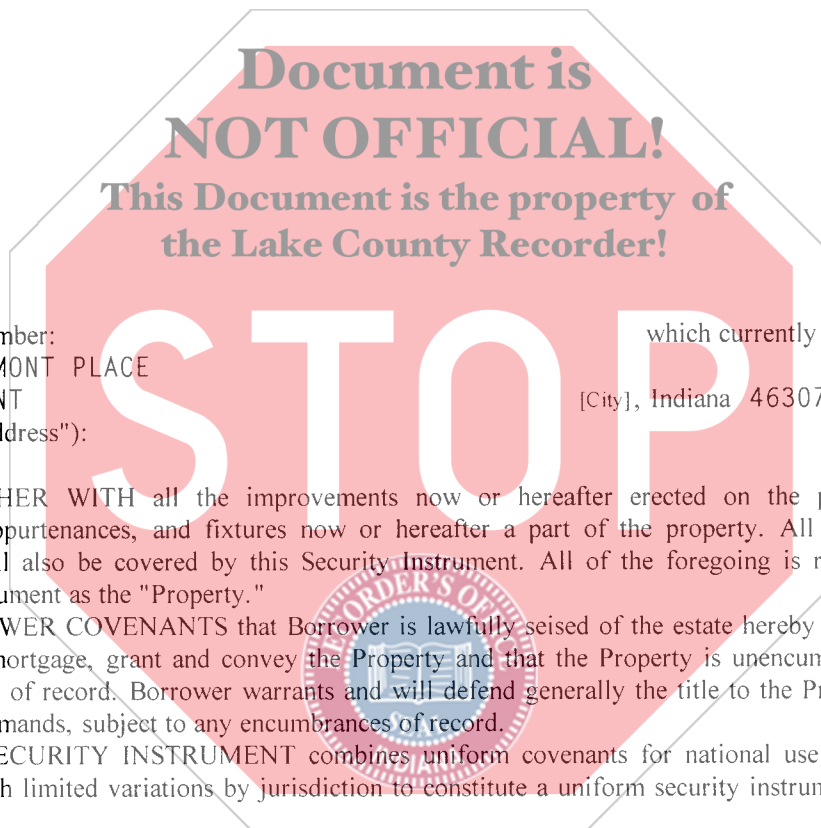 Document is
NOT OFFICIAL!
This Document is the property of
the Lake County Recorder!
STOP
mber: which currently
MONT PLACE
NT [City], Indiana 46307
ddress"):
HER WITH all the improvements now or hereafter erected on the p
ppurtenances, and fixtures now or hereafter a part of the property. All
l also be covered by this Security Instrument. All of the foregoing is r
ument as the "Property."
WER COVENANTS that Borrower is lawfully seised of the estate hereby
nortgage, grant and convey the Property and that the Property is unencum
of record. Borrower warrants and will defend generally the title to the Pr
mands, subject to any encumbrances of record.
ECURITY INSTRUMENT combines uniform covenants for national use
h limited variations by jurisdiction to constitute a uniform security instrum
RECORDER'S OFFICE
SEAL
INDIANA